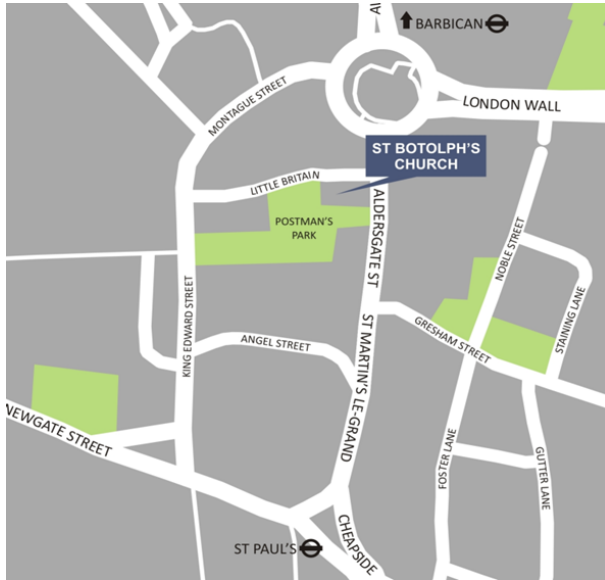 AL
BARBICAN
MONTAGUE STREET
LONDON WALL
ST BOTOLPH'S
CHURCH
LITTLE BRITAIN
POSTMAN'S
PARK
ALDERSGATE ST
NOBLE STREET
STAINING LANE
KING EDWARD STREET
GRESHAM STREET
ANGEL STREET
ST MARTIN'S LE-GRAND
NEWGATE STREET
FOSTER LANE
GUTTER LANE
CHEAPSIDE
ST PAUL'S